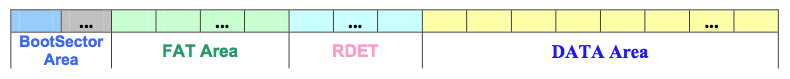 ... ... ... ...
BootSector
Area
FAT Area
RDET
DATA Area